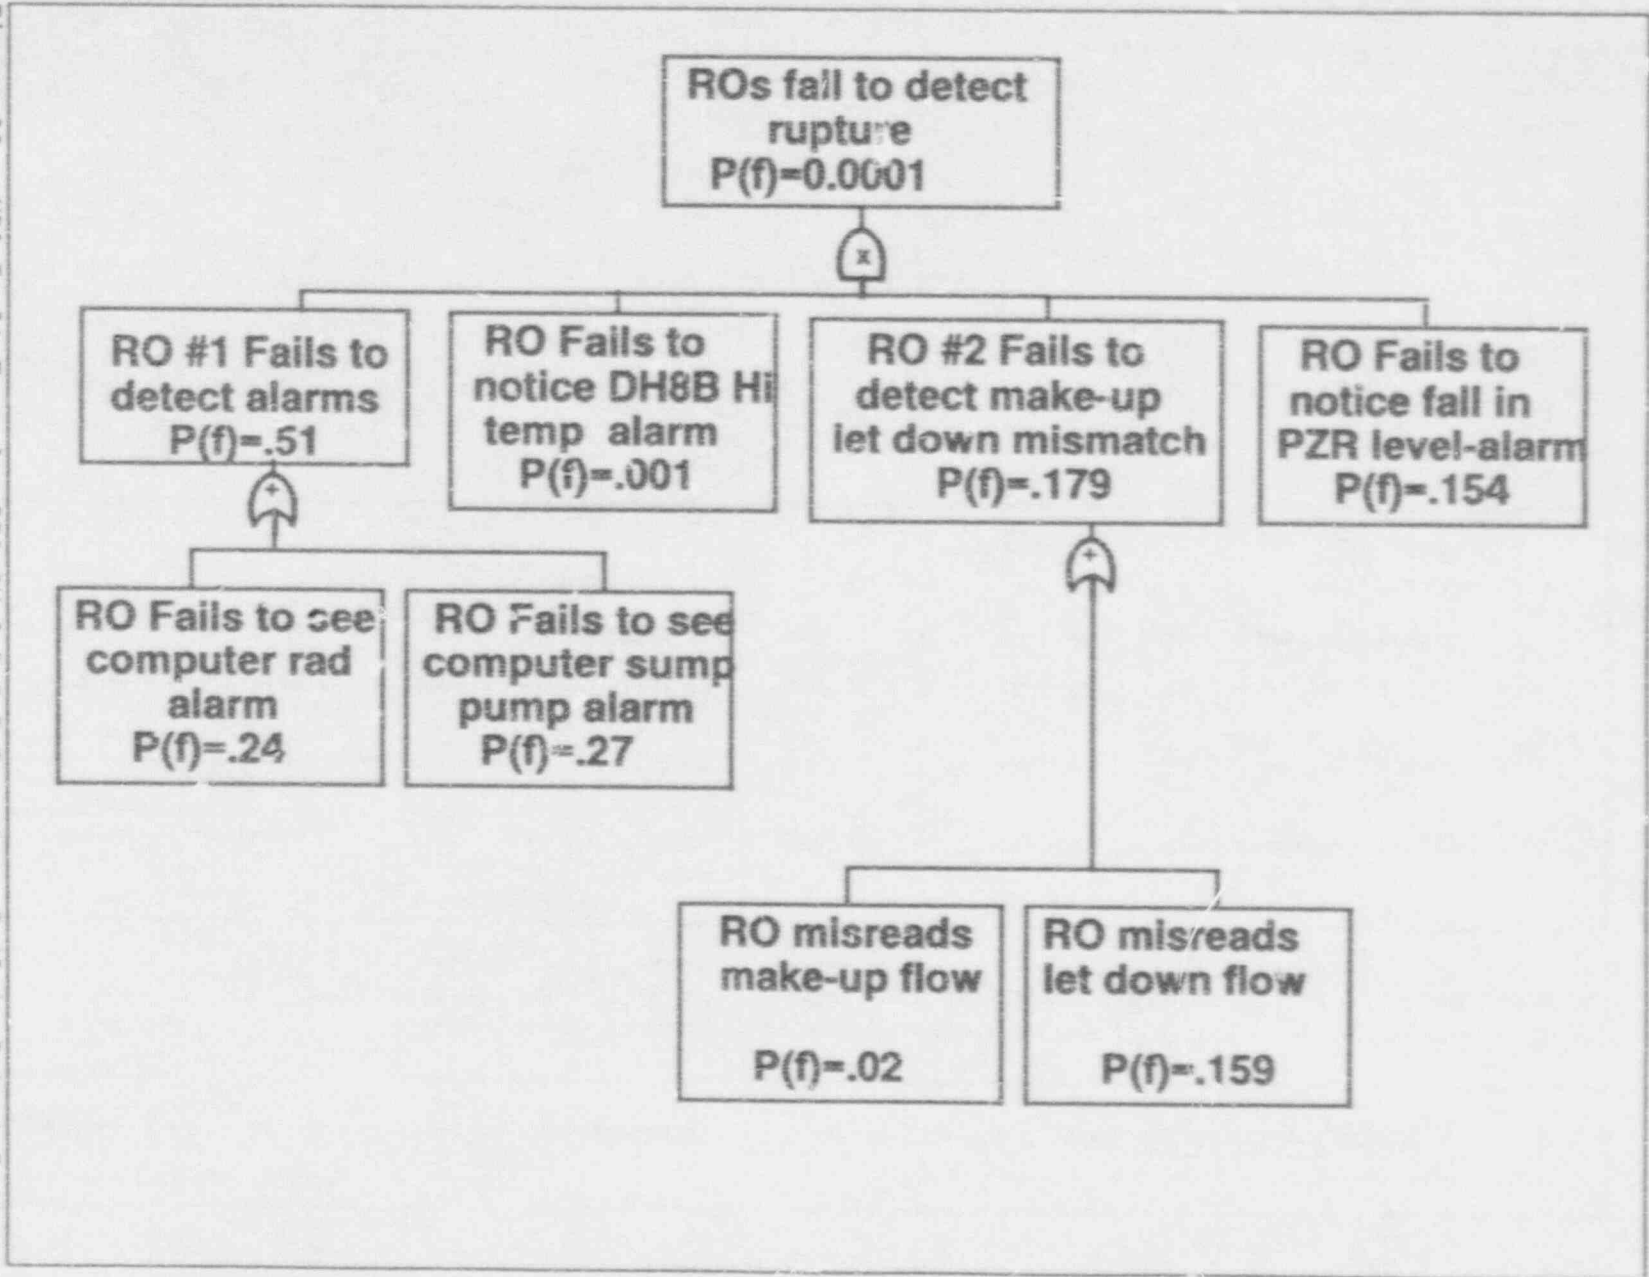 ROs fail to detect
rupture
P(f)=0.0001
x
RO #1 Fails to
detect alarms
P(f)=.51
RO Fails to
notice DH8B Hi
temp alarm
P(f)=.001
RO #2 Fails to
detect make-up
let down mismatch
P(f)=.179
RO Fails to
notice fall in
PZR level-alarm
P(f)=.154
+
+
RO Fails to see
computer rad
alarm
P(f)=.24
RO Fails to see
computer sump
pump alarm
P(f)=.27
RO misreads
make-up flow
P(f)=.02
RO misreads
let down flow
P(f)=.159